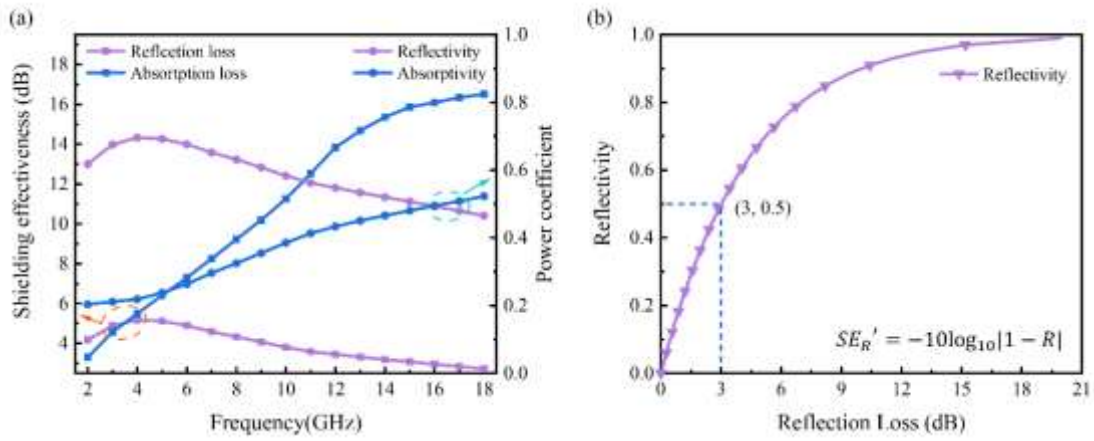 (a)
Reflcetion loss
Absortption loss
Reflectivity
Absorptivity
Shielding effectiveness (dB)
18
16
14
12
10
8
6
4
1.0
0.8
0.6
0.4
0.2
0.0
Power coefficient
2 4 6 8 10 12 14 16 18
Frequency(GHz)
(b)
Reflectivity
1.0
0.8
0.6
0.4
0.2
0.0
Reflectivity
(3, 0.5)
SE_R' = −10log₁₀|1 − R|
0 3 6 9 12 15 18 21
Reflection Loss (dB)